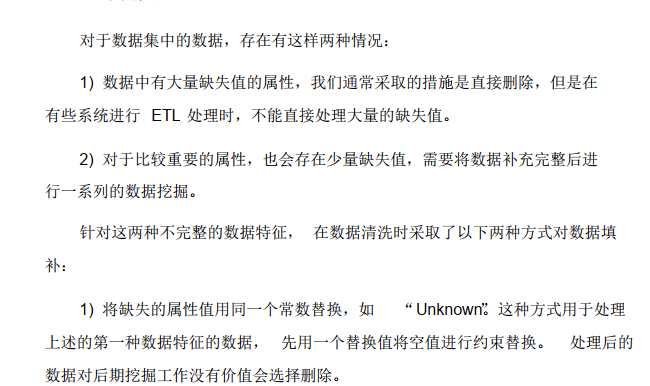 对于数据集中的数据，存在有这样两种情况：
1) 数据中有大量缺失值的属性，我们通常采取的措施是直接删除，但是在
有些系统进行 ETL 处理时，不能直接处理大量的缺失值。
2) 对于比较重要的属性，也会存在少量缺失值，需要将数据补充完整后进
行一系列的数据挖掘。
针对这两种不完整的数据特征， 在数据清洗时采取了以下两种方式对数据填
补：
1) 将缺失的属性值用同一个常数替换，如 “ Unknown”。这种方式用于处理
上述的第一种数据特征的数据， 先用一个替换值将空值进行约束替换。 处理后的
数据对后期挖掘工作没有价值会选择删除。